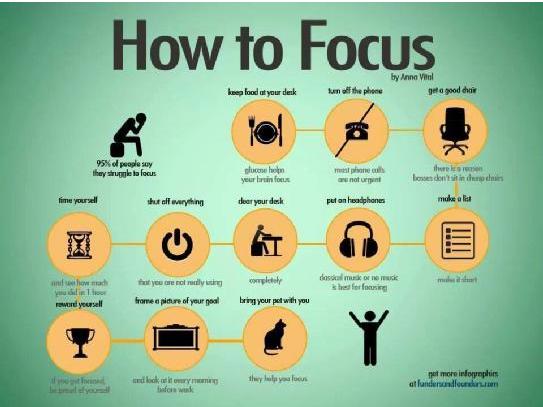 How to Focus
by Anna Vital
keep food at your desk
turn off the phone
get a good chair
95% of people say
they struggle to focus
glucose helps
your brain focus
most phone calls
are not urgent
there is a reason
bosses don't sit in cheap chairs
time yourself
shut off everything
clear your desk
put on headphones
make a list
and see how much
you did in 1 hour
that you are not really using
completely
classical music or no music
is best for focusing
make it short
reward yourself
frame a picture of your goal
bring your pet with you
if you get focused,
be proud of yourself
and look at it every morning
before work
they help you focus
get more infographics
at fundersandfounders.com